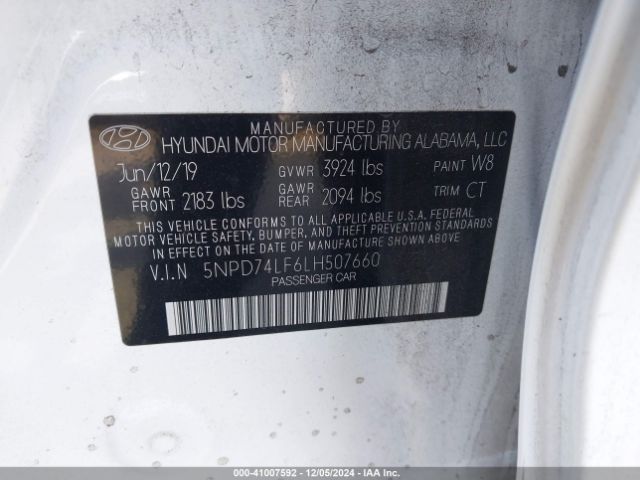 MANUFACTURED BY
HYUNDAI MOTOR MANUFACTURING ALABAMA, LLC
Jun/12/19 GVWR 3924 lbs PAINT W8
GAWR FRONT 2183 lbs GAWR REAR 2094 lbs TRIM CT
THIS VEHICLE CONFORMS TO ALL APPLICABLE U.S.A. FEDERAL
MOTOR VEHICLE SAFETY, BUMPER, AND THEFT PREVENTION STANDARDS
IN EFFECT ON THE DATE OF MANUFACTURE SHOWN ABOVE.
V.I.N 5NPD74LF6LH507660
PASSENGER CAR
000-41007592 - 12/05/2024 - All Rights Reserved